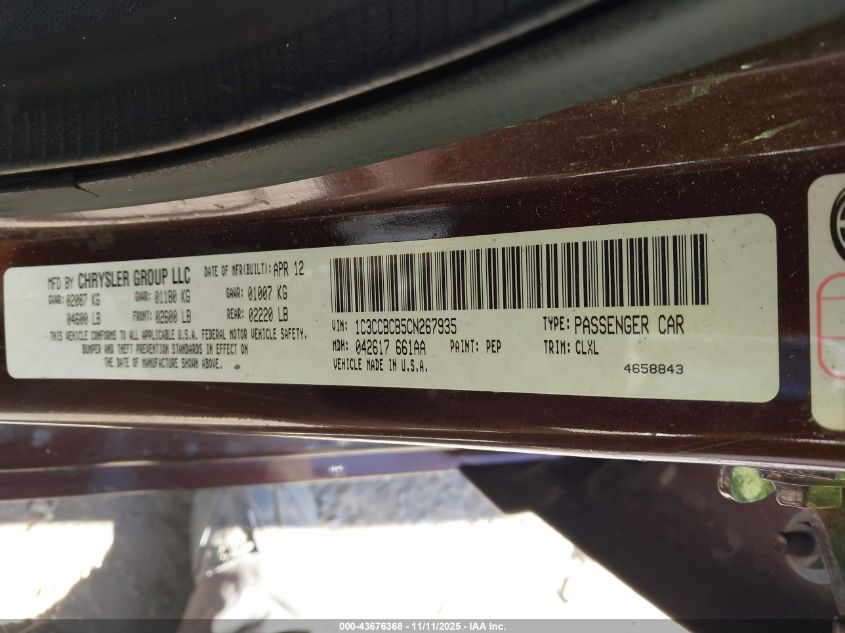 MFD BY CHRYSLER GROUP LLC DATE OF MFR(BUILT): APR 12
GVWR: 02087 KG GAWR: 01180 KG GAWR: 01007 KG
04600 LB FRONT: 02600 LB REAR: 02220 LB
- THIS VEHICLE CONFORMS TO ALL APPLICABLE, FEDERAL MOTOR VEHICLE SAFETY,
BUMPER AND THEFT PREVENTION STANDARDS IN EFFECT ON
THE DATE OF MANUFACTURE SHOWN ABOVE.
VIN: 1C3CCBCB5CN267935 TYPE: PASSENGER CAR
MDH: 042617 661AA PAINT: PEP TRIM: CLXL
VEHICLE MADE IN U.S.A. 4658843
000-43676368 - 11/11/2025 - IAA Inc.